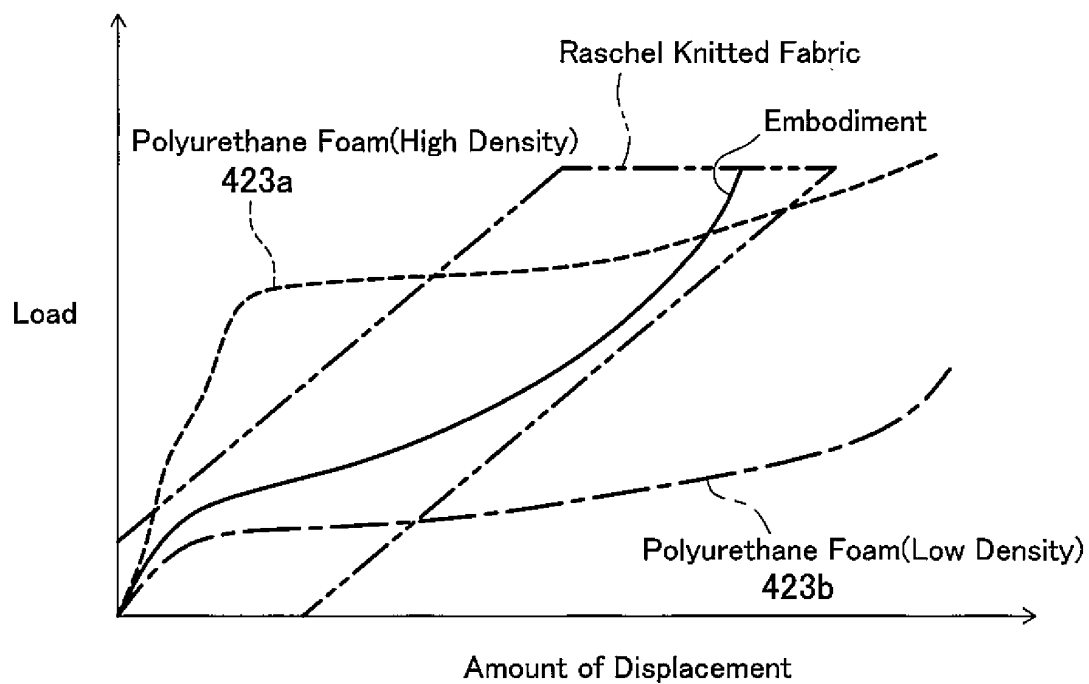 Raschel Knitted Fabric
Embodiment
Polyurethane Foam(High Density)
423a
Load
Polyurethane Foam(Low Density)
423b
Amount of Displacement